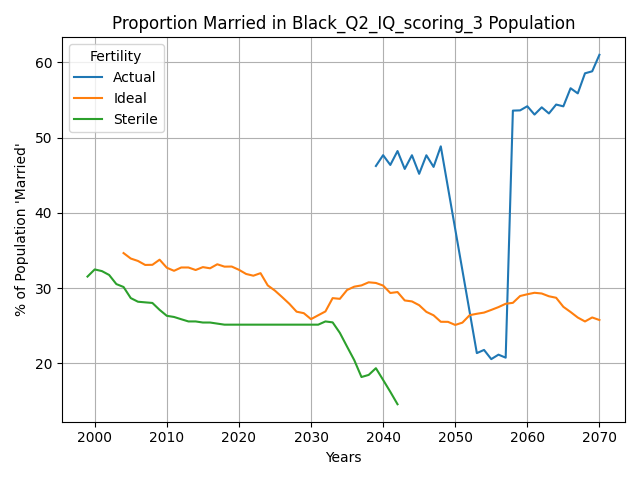 Proportion Married in Black_Q2_IQ_scoring_3 Population
Fertility
Actual
Ideal
Sterile
% of Population 'Married'
60
50
40
30
20
2000 2010 2020 2030 2040 2050 2060 2070
Years